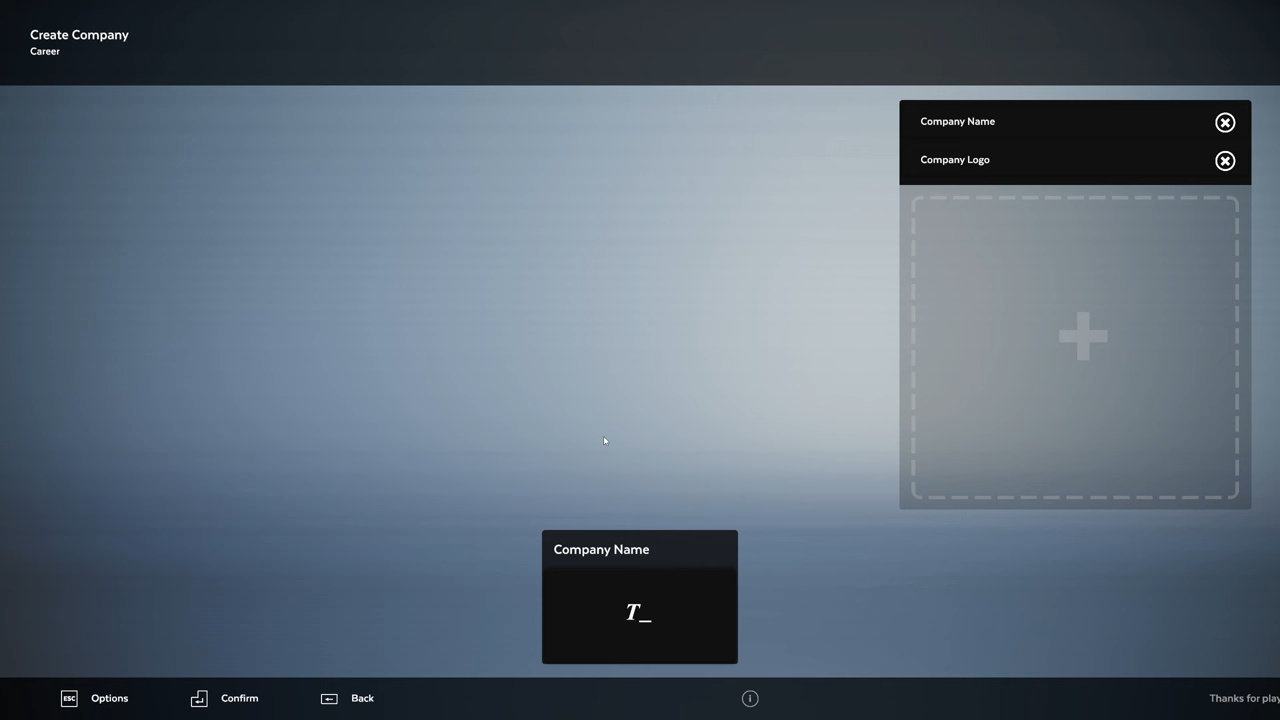 Create Company
Career
Company Name
Company Logo
Company Name
T_
ESC Options
Confirm
Back
i
Thanks for play